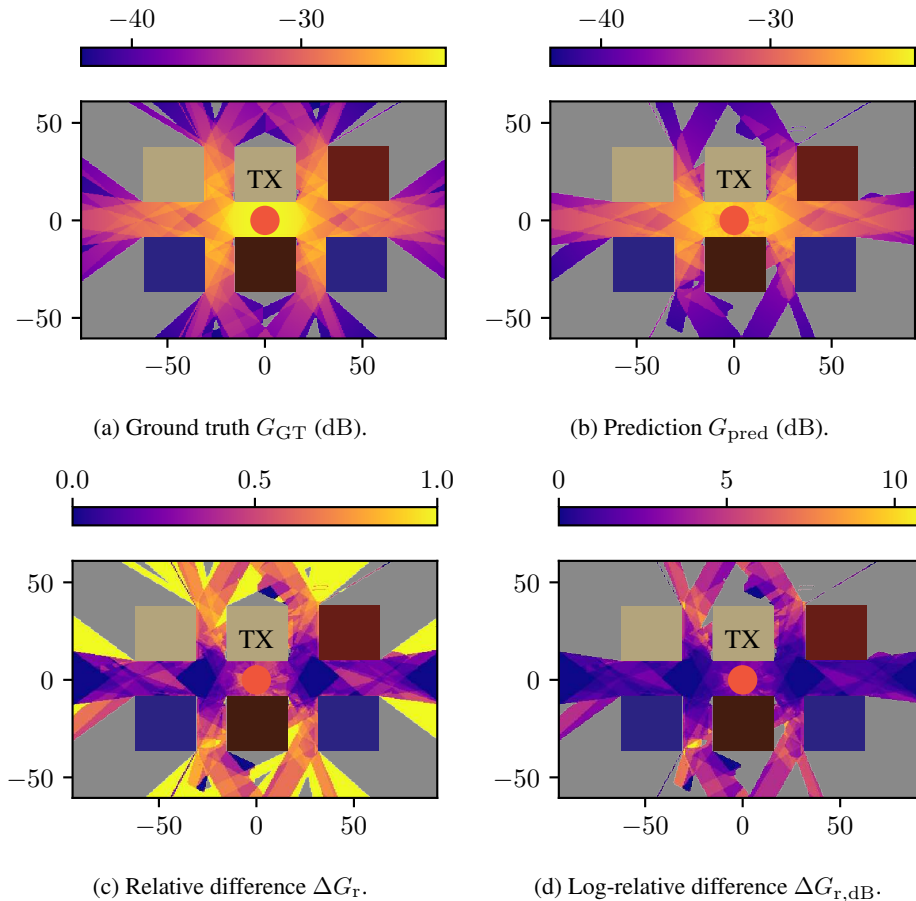 −40 −30
−40 −30
50
0
−50
TX
−50 0 50
50
0
−50
TX
−50 0 50
(a) Ground truth G_GT (dB).
(b) Prediction G_pred (dB).
0.0 0.5 1.0
0 5 10
50
0
−50
TX
−50 0 50
50
0
−50
TX
−50 0 50
(c) Relative difference ΔG_r.
(d) Log-relative difference ΔG_r,dB.